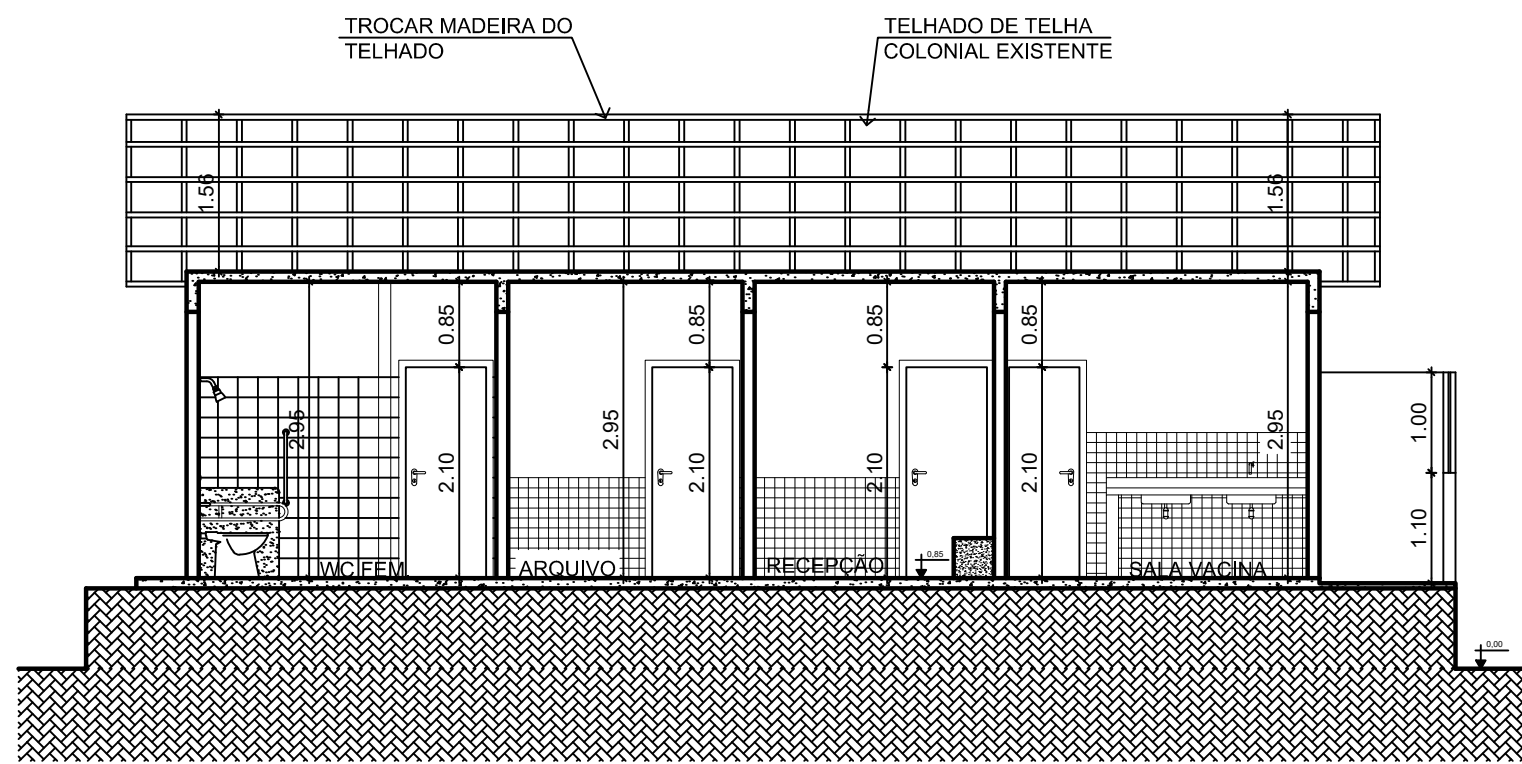 TROCAR MADEIRA DO
TELHADO
TELHADO DE TELHA
COLONIAL EXISTENTE
1.56
1.56
0.85
0.85
0.85
0.85
2.95
2.95
2.95
2.10
2.10
2.10
2.10
1.00
1.10
WC FEM
ARQUIVO
RECEPÇÃO
0,85
SALA VACINA
0,00